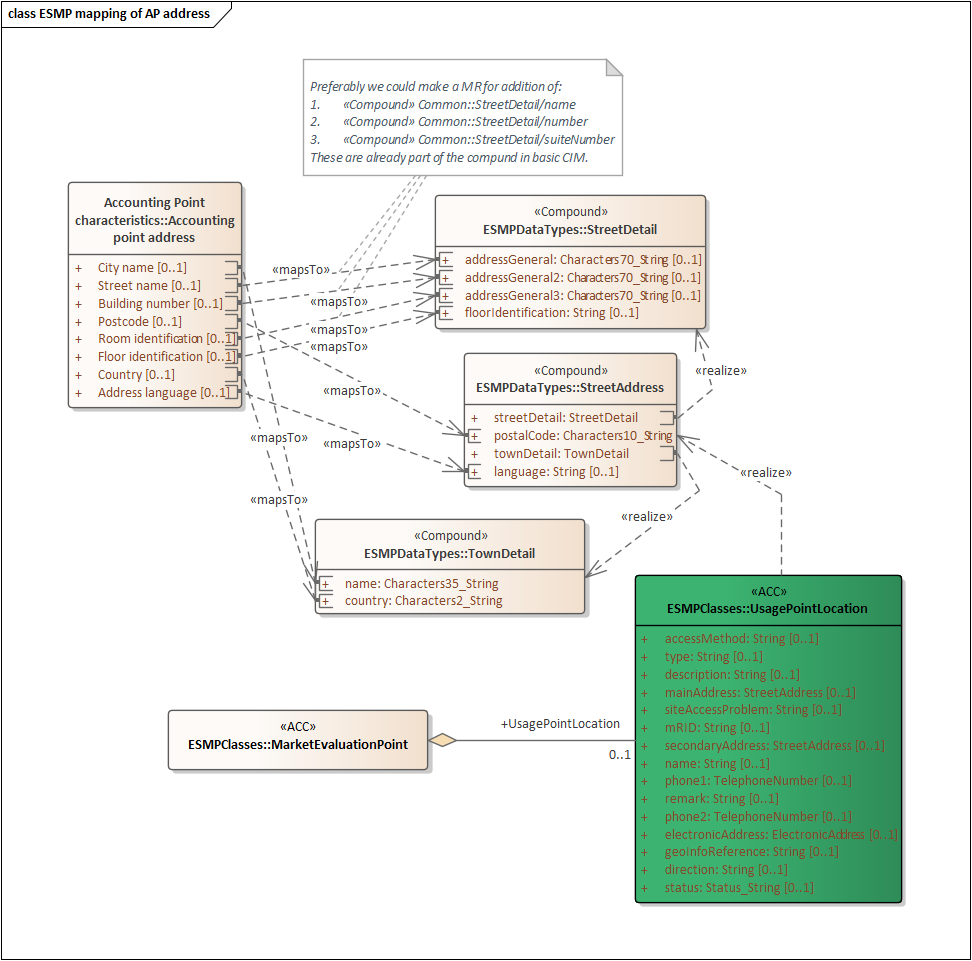 class ESMP mapping of AP address
Preferably we could make a MR for addition of:
1. «Compound» Common::StreetDetail/name
2. «Compound» Common::StreetDetail/number
3. «Compound» Common::StreetDetail/suiteNumber
These are already part of the compund in basic CIM.
Accounting Point
characteristics::Accounting
point address
+ City name [0..1]
+ Street name [0..1]
+ Building number [0..1]
+ Postcode [0..1]
+ Room identification [0..1]
+ Floor identification [0..1]
+ Country [0..1]
+ Address language [0..1]
«Compound»
ESMPDataTypes::StreetDetail
+ addressGeneral: Characters70_String [0..1]
+ addressGeneral2: Characters70_String [0..1]
+ addressGeneral3: Characters70_String [0..1]
+ floorIdentification: String [0..1]
«mapsTo»
«mapsTo»
«mapsTo»
«mapsTo»
«mapsTo»
«mapsTo»
«mapsTo»
«mapsTo»
«realize»
«Compound»
ESMPDataTypes::StreetAddress
+ streetDetail: StreetDetail
+ postalCode: Characters10_String
+ townDetail: TownDetail
+ language: String [0..1]
«realize»
«realize»
«Compound»
ESMPDataTypes::TownDetail
+ name: Characters35_String
+ country: Characters2_String
«ACC»
ESMPClasses::UsagePointLocation
+ accessMethod: String [0..1]
+ type: String [0..1]
+ description: String [0..1]
+ mainAddress: StreetAddress [0..1]
+ siteAccessProblem: String [0..1]
+ mRID: String [0..1]
+ secondaryAddress: StreetAddress [0..1]
+ name: String [0..1]
+ phone1: TelephoneNumber [0..1]
+ remark: String [0..1]
+ phone2: TelephoneNumber [0..1]
+ electronicAddress: ElectronicAddress [0..1]
+ geoInfoReference: String [0..1]
+ direction: String [0..1]
+ status: Status_String [0..1]
«ACC»
ESMPClasses::MarketEvaluationPoint
+UsagePointLocation
0..1